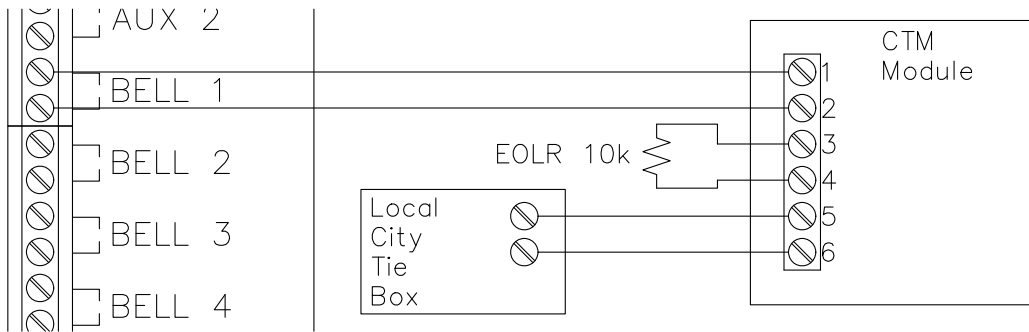 AUX 2
BELL 1
BELL 2
BELL 3
BELL 4
EOLR 10k
Local
City
Tie
Box
CTM
Module
1
2
3
4
5
6